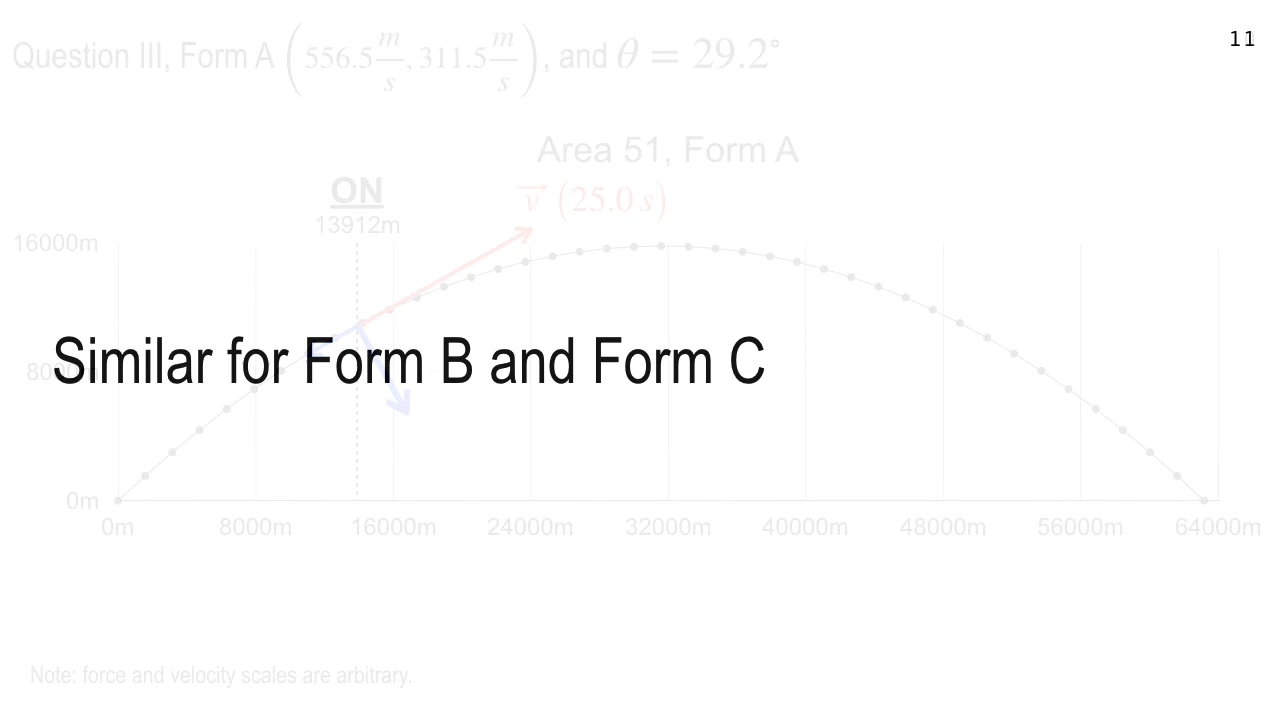 11
Question III, Form A (556.5 m/s, 311.5 m/s), and θ = 29.2°
Area 51, Form A
ON
v⃗ (25.0 s)
13912m
16000m
Similar for Form B and Form C
8000m
0m
0m 8000m 16000m 24000m 32000m 40000m 48000m 56000m 64000m
Note: force and velocity scales are arbitrary.